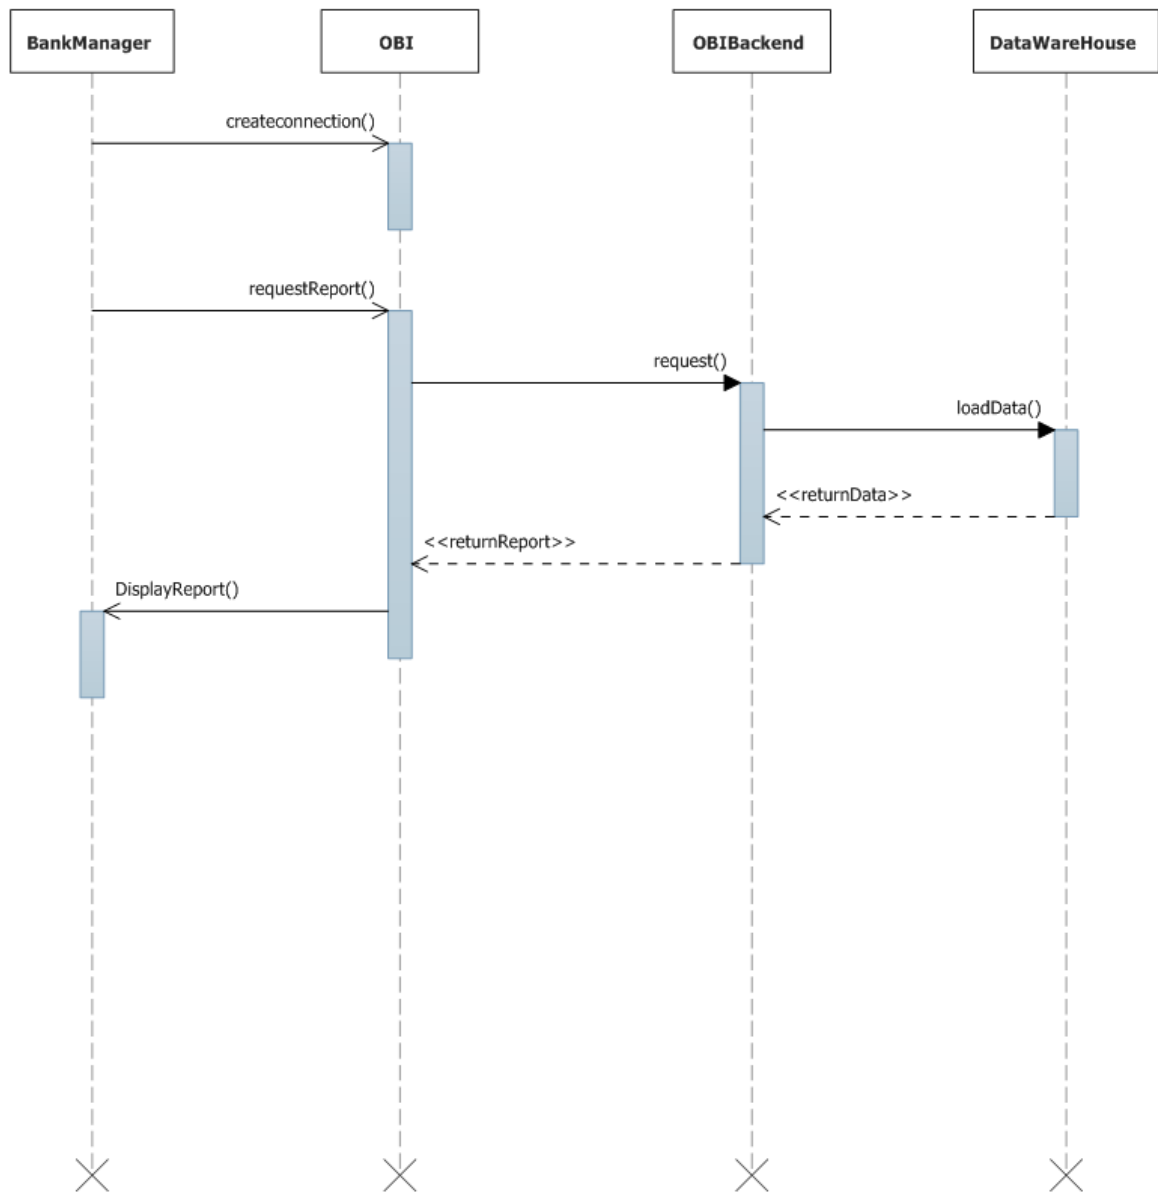 BankManager
OBI
OBIBackend
DataWareHouse
createconnection()
requestReport()
request()
loadData()
<<returnData>>
<<returnReport>>
DisplayReport()